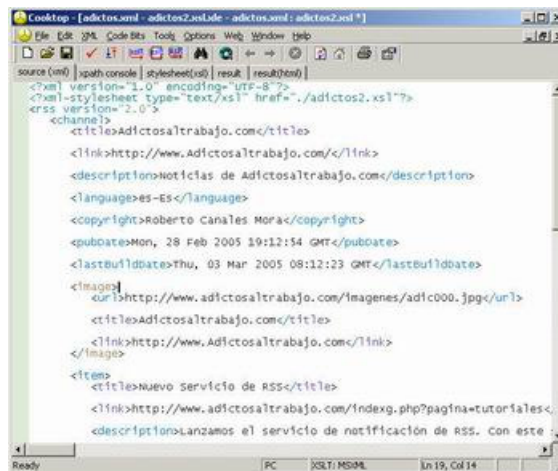 Cooktop - [adictos.xml - adictos2.xsl.xde - adictos.xml : adictos2.xsl *]
File Edit XML Code Bits Tools Options Web Window Help
source (xml) xpath console stylesheet(xsl) result result(html)
<?xml version="1.0" encoding="UTF-8"?>
<?xml-stylesheet type="text/xsl" href="./adictos2.xsl"?>
<rss version="2.0">
<channel>
<title>Adictosaltrabajo.com</title>
<link>http://www.Adictosaltrabajo.com/</link>
<description>Noticias de Adictosaltrabajo.com</description>
<language>es-Es</language>
<copyright>Roberto Canales Mora</copyright>
<pubDate>Mon, 28 Feb 2005 19:12:54 GMT</pubDate>
<lastBuildDate>Thu, 03 Mar 2005 08:12:23 GMT</lastBuildDate>
<image>
<url>http://www.adictosaltrabajo.com/imagenes/adic000.jpg</url>
<title>Adictosaltrabajo.com</title>
<link>http://www.adictosaltrabajo.com</link>
</image>
<item>
<title>Nuevo Servicio de RSS</title>
<link>http://www.adictosaltrabajo.com/indexg.php?pagina=tutoriales<
<description>Lanzamos el servicio de notificación de RSS. Con este
Ready PC XSLT: MSXML Ln 19, Col 14